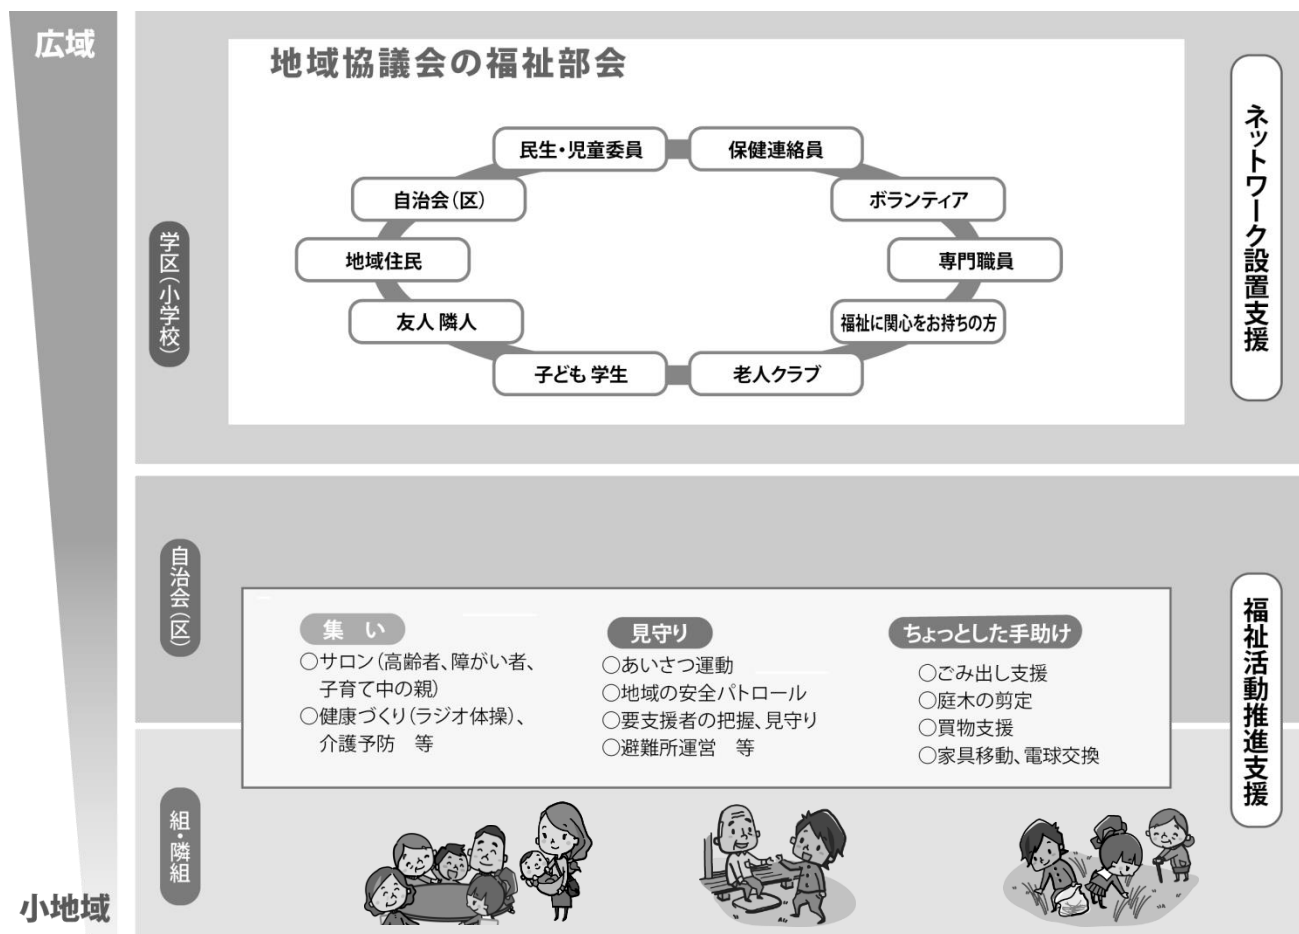 広域
地域協議会の福祉部会
民生・児童委員
保健連絡員
自治会(区)
ボランティア
地域住民
専門職員
友人 隣人
福祉に関心をお持ちの方
子ども 学生
老人クラブ
学区(小学校)
ネットワーク設置支援
自治会(区)
集 い
○サロン(高齢者、障がい者、
子育て中の親)
○健康づくり(ラジオ体操)、
介護予防 等
見守り
○あいさつ運動
○地域の安全パトロール
○要支援者の把握、見守り
○避難所運営 等
ちょっとした手助け
○ごみ出し支援
○庭木の剪定
○買物支援
○家具移動、電球交換
福祉活動推進支援
組・隣組
小地域